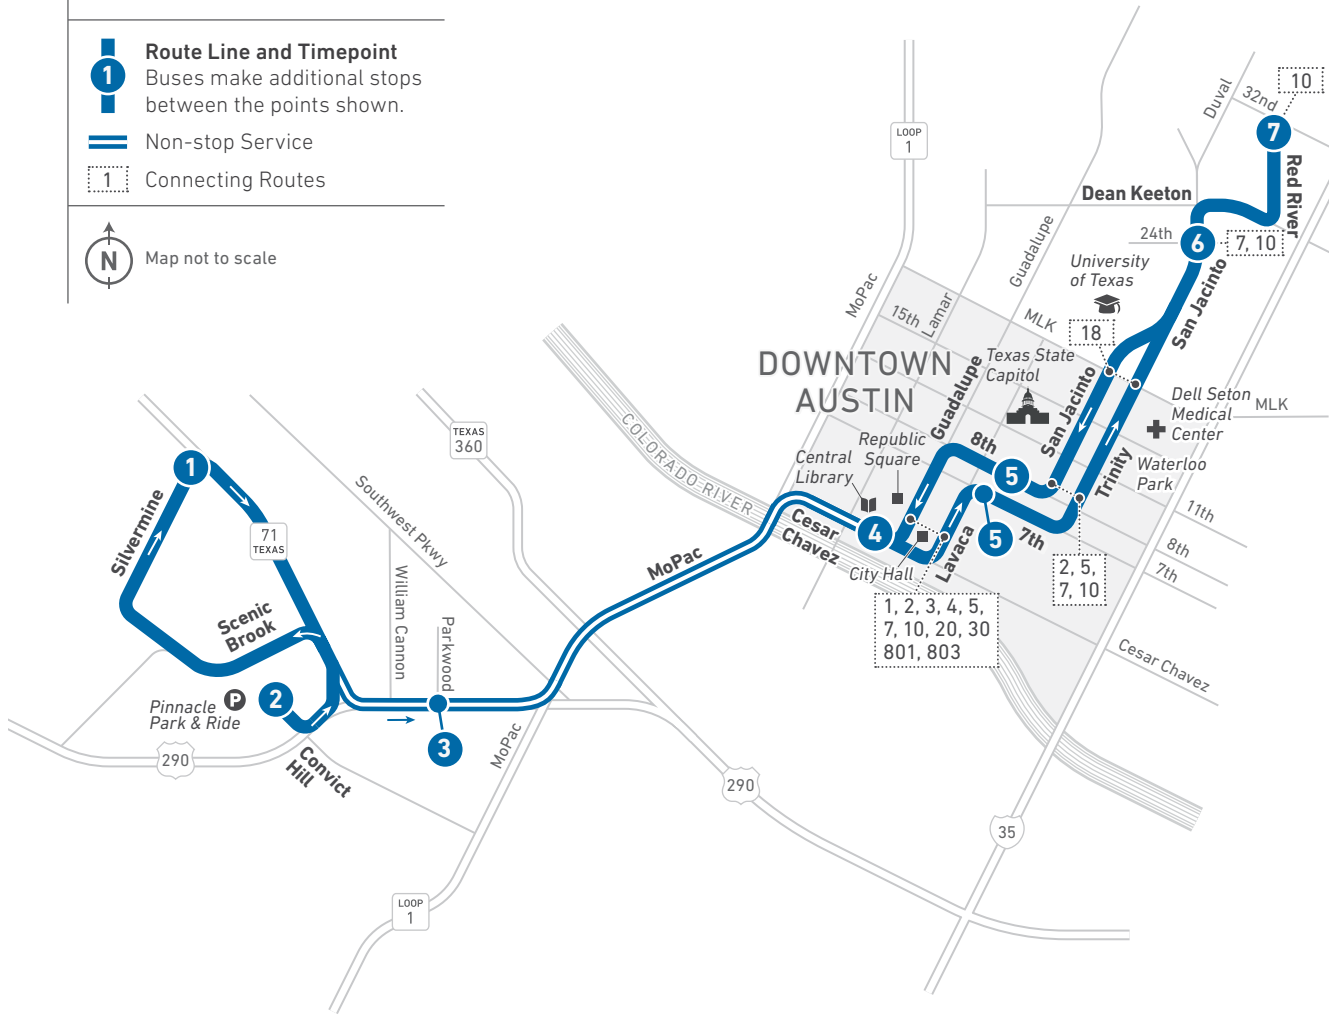 Route Line and Timepoint
1
Buses make additional stops
between the points shown.
Non-stop Service
1
Connecting Routes
N
Map not to scale
10
32nd
Duval
7
Red River
LOOP
1
Dean Keeton
24th
6
7, 10
University
of Texas
Guadalupe
San Jacinto
MoPac
Lamar
15th
MLK
18
DOWNTOWN
AUSTIN
Texas State
Capitol
Guadalupe
San Jacinto
Dell Seton
Medical
Center
MLK
TEXAS
360
COLORADO RIVER
Republic
Square
8th
Central
Library
5
Trinity
Waterloo
Park
1
Silvermine
71
TEXAS
Southwest Pkwy
Cesar
Chavez
4
Lavaca
5
7th
11th
8th
7th
City Hall
MoPac
2, 5,
7, 10
1, 2, 3, 4, 5,
7, 10, 20, 30
801, 803
William Cannon
Scenic
Brook
Parkwood
Cesar Chavez
Pinnacle
Park & Ride
P
2
3
MoPac
290
Convict
Hill
290
35
LOOP
1